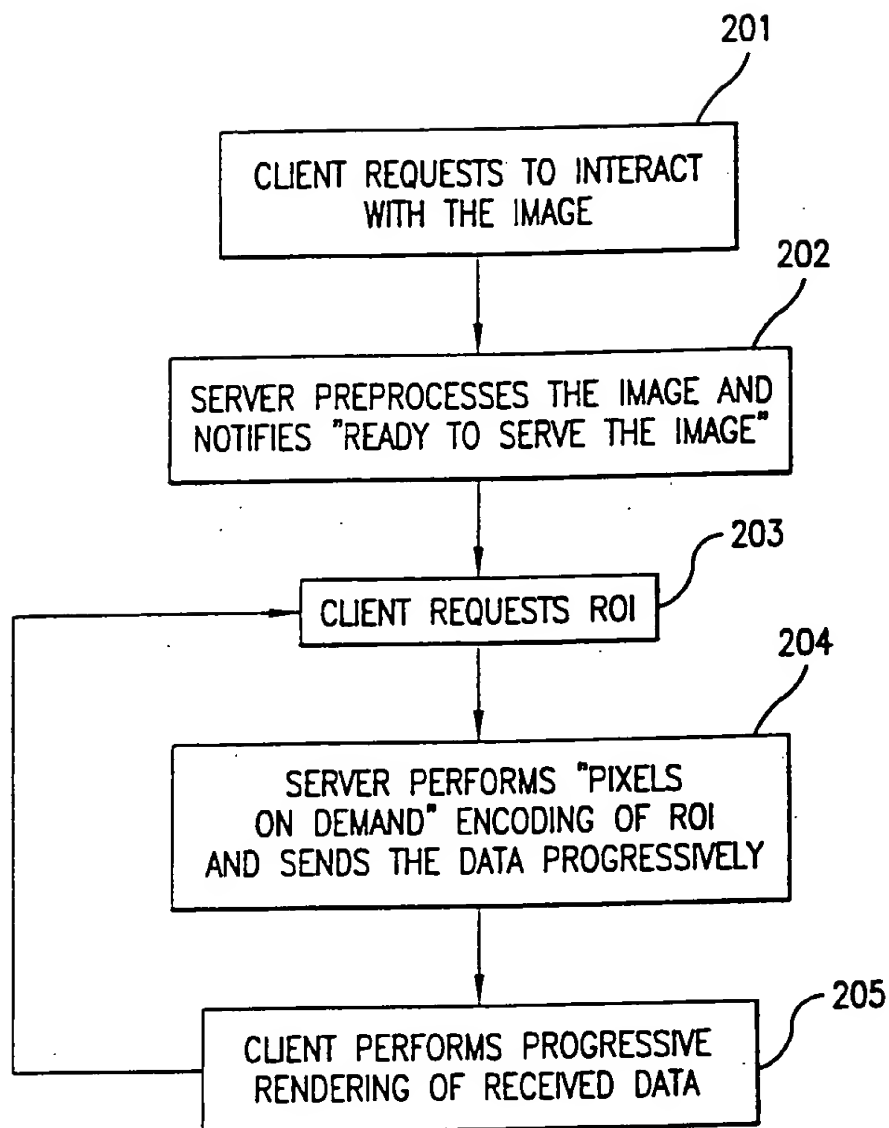 201
CLIENT REQUESTS TO INTERACT
WITH THE IMAGE
202
SERVER PREPROCESSES THE IMAGE AND
NOTIFIES "READY TO SERVE THE IMAGE"
203
CLIENT REQUESTS ROI
204
SERVER PERFORMS "PIXELS
ON DEMAND" ENCODING OF ROI
AND SENDS THE DATA PROGRESSIVELY
205
CLIENT PERFORMS PROGRESSIVE
RENDERING OF RECEIVED DATA